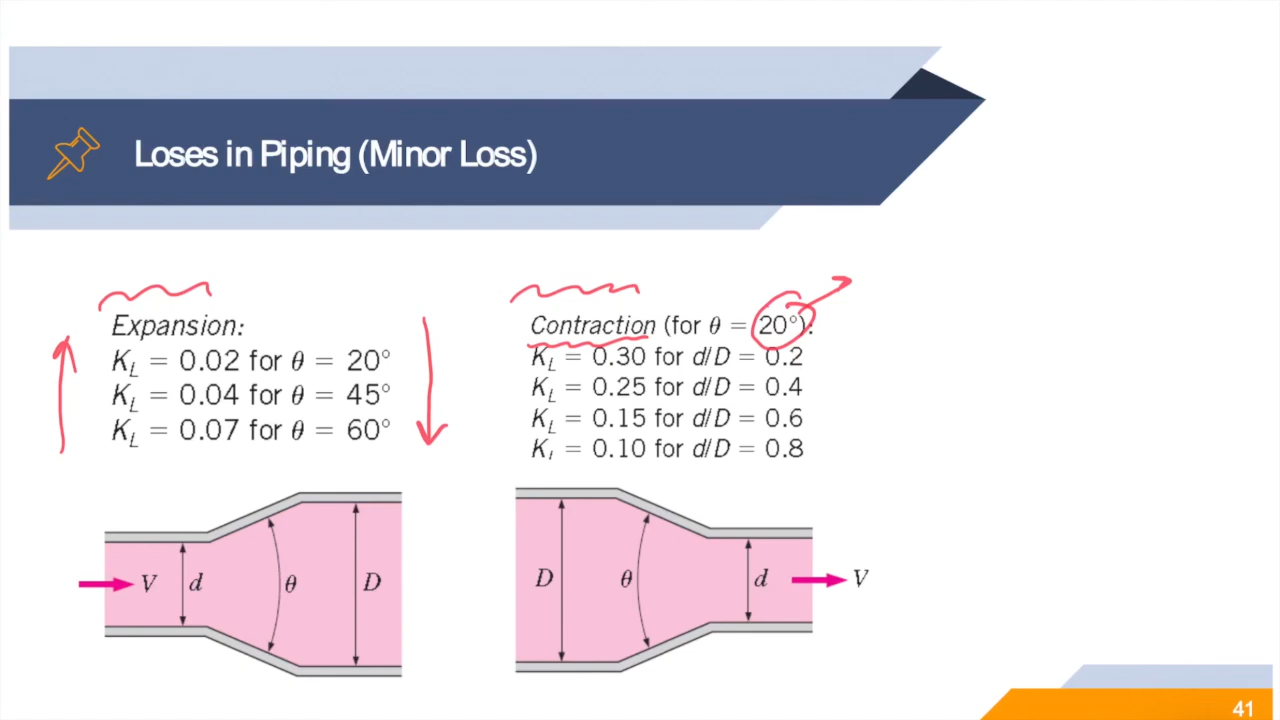 Loses in Piping (Minor Loss)
Expansion:
K_L = 0.02 for θ = 20°
K_L = 0.04 for θ = 45°
K_L = 0.07 for θ = 60°
Contraction (for θ = 20°):
K_L = 0.30 for d/D = 0.2
K_L = 0.25 for d/D = 0.4
K_L = 0.15 for d/D = 0.6
K_L = 0.10 for d/D = 0.8
V d θ D
D θ d V
41